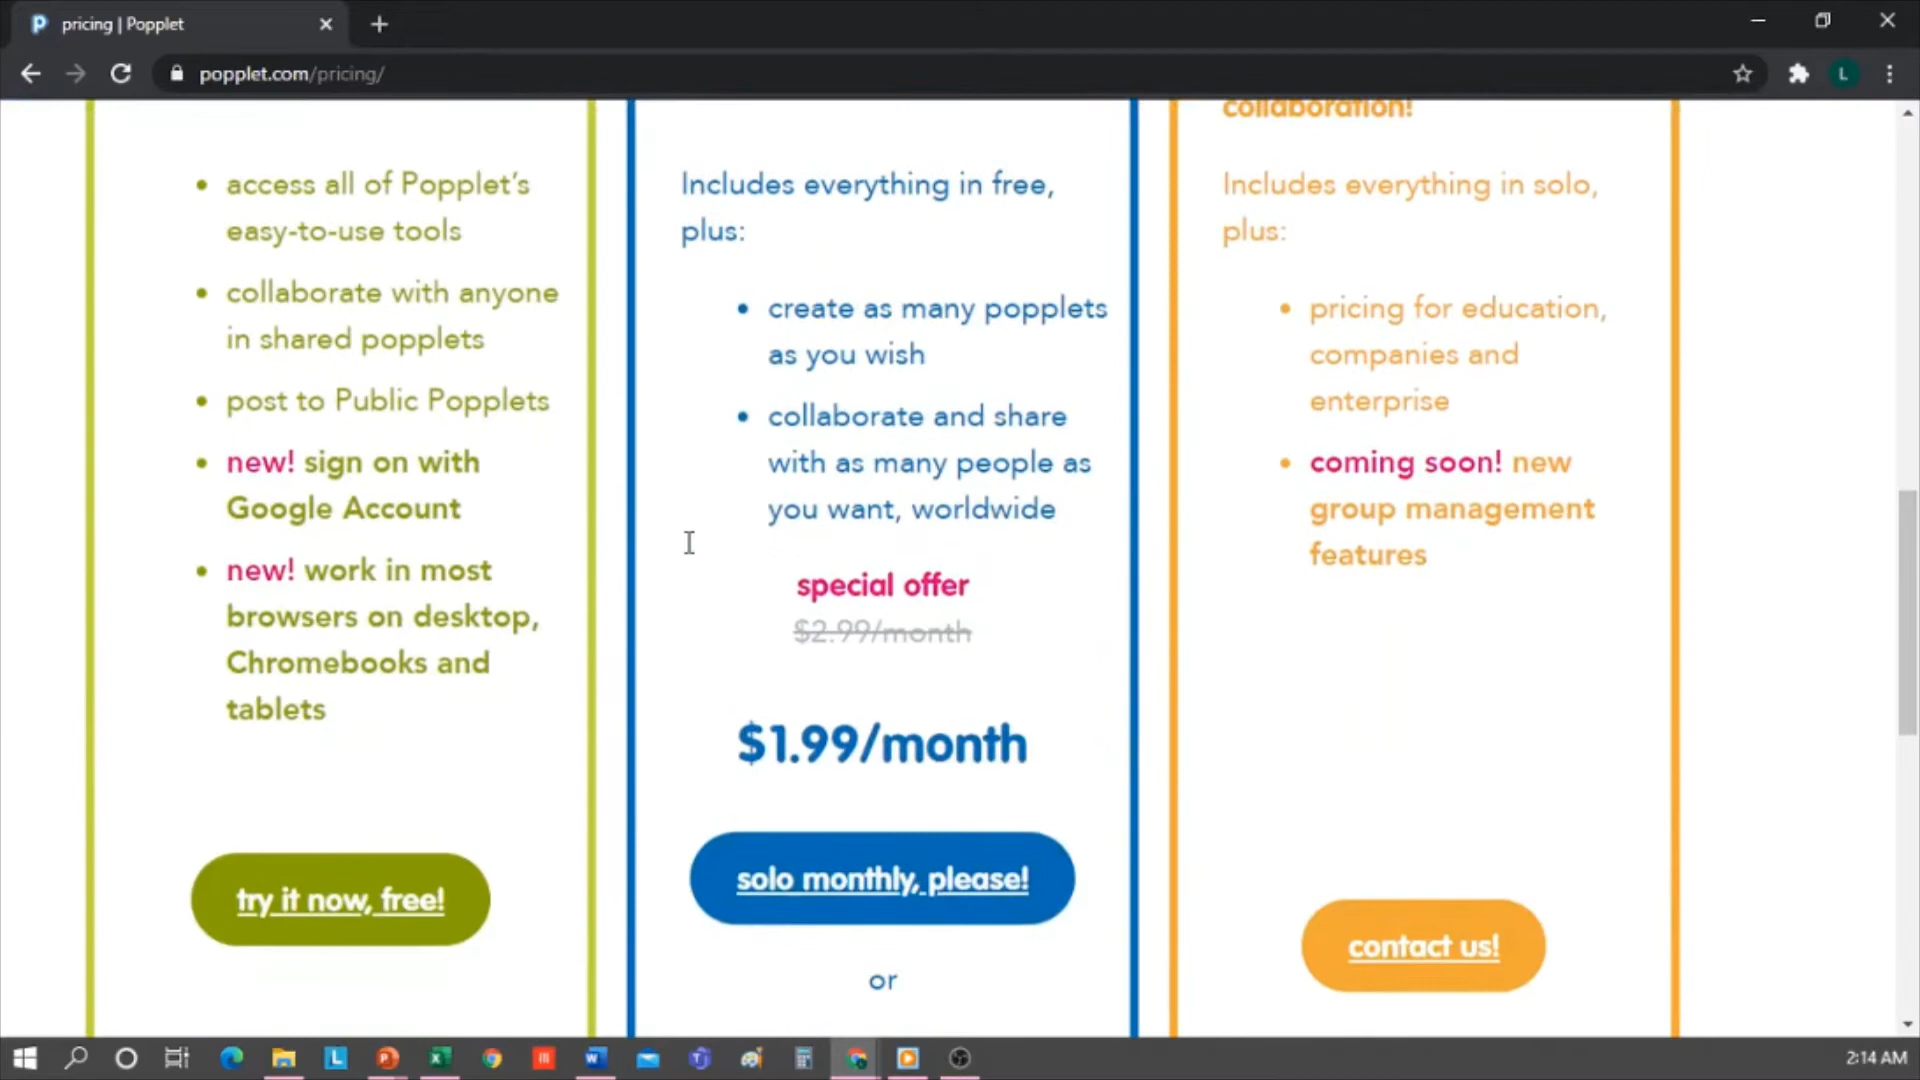 pricing | Popplet
popplet.com/pricing/
L
access all of Popplet's
easy-to-use tools
collaborate with anyone
in shared popplets
post to Public Popplets
new! sign on with
Google Account
new! work in most
browsers on desktop,
Chromebooks and
tablets
try it now, free!
Includes everything in free,
plus:
create as many popplets
as you wish
collaborate and share
with as many people as
you want, worldwide
special offer
$2.99/month
$1.99/month
solo monthly, please!
or
collaboration!
Includes everything in solo,
plus:
pricing for education,
companies and
enterprise
coming soon! new
group management
features
contact us!
2:14 AM